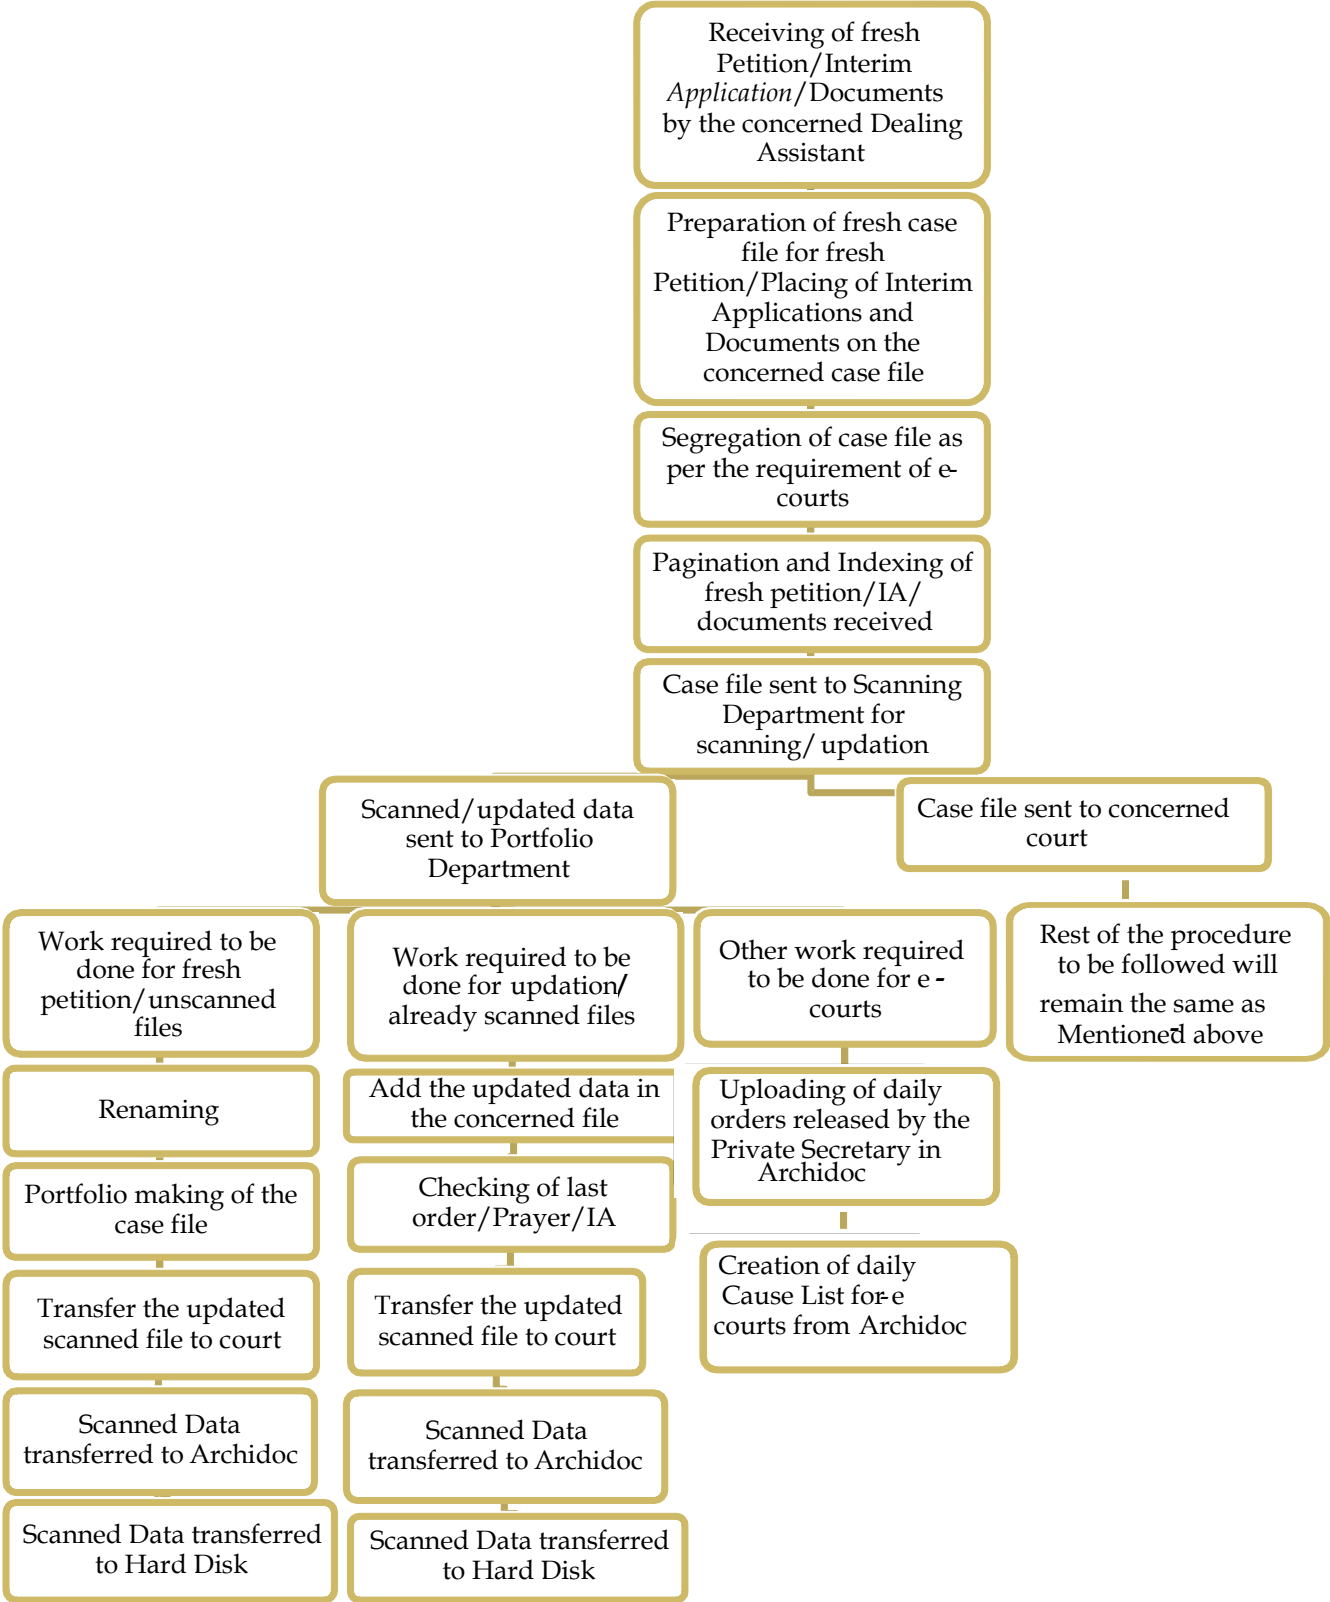 Receiving of fresh
Petition/Interim
Application/Documents
by the concerned Dealing
Assistant
Preparation of fresh case
file for fresh
Petition/Placing of Interim
Applications and
Documents on the
concerned case file
Segregation of case file as
per the requirement of e-
courts
Pagination and Indexing of
fresh petition/IA/
documents received
Case file sent to Scanning
Department for
scanning/ updation
Scanned/updated data
sent to Portfolio
Department
Case file sent to concerned
court
Work required to be
done for fresh
petition/unscanned
files
Renaming
Portfolio making of the
case file
Transfer the updated
scanned file to court
Scanned Data
transferred to Archidoc
Scanned Data transferred
to Hard Disk
Work required to be
done for updation/
already scanned files
Add the updated data in
the concerned file
Checking of last
order/Prayer/IA
Transfer the updated
scanned file to court
Scanned Data
transferred to Archidoc
Scanned Data transferred
to Hard Disk
Other work required
to be done for e -
courts
Uploading of daily
orders released by the
Private Secretary in
Archidoc
Creation of daily
Cause List for-e
courts from Archidoc
Rest of the procedure
to be followed will
remain the same as
Mentioned above